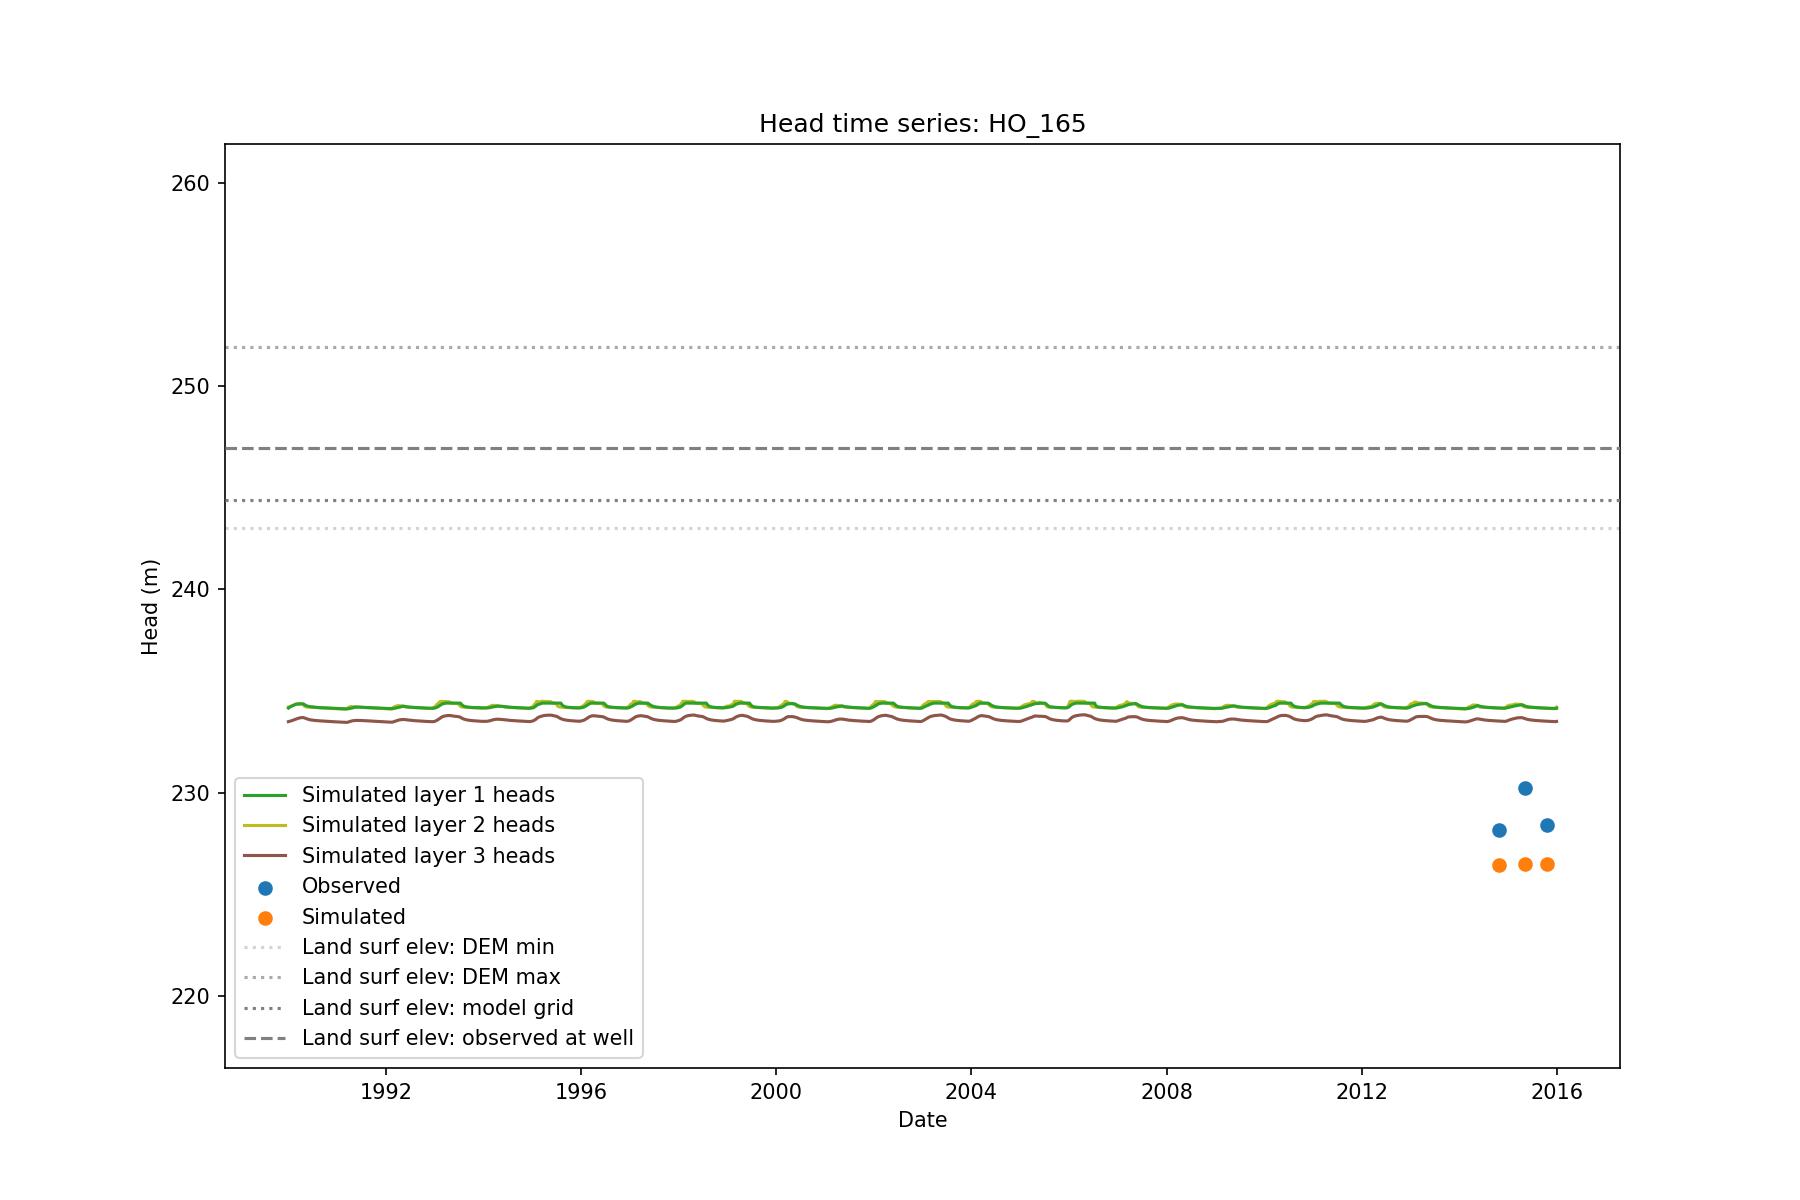 Head time series: HO_165
260
250
240
230
220
Head (m)
Simulated layer 1 heads
Simulated layer 2 heads
Simulated layer 3 heads
Observed
Simulated
Land surf elev: DEM min
Land surf elev: DEM max
Land surf elev: model grid
Land surf elev: observed at well
1992 1996 2000 2004 2008 2012 2016
Date